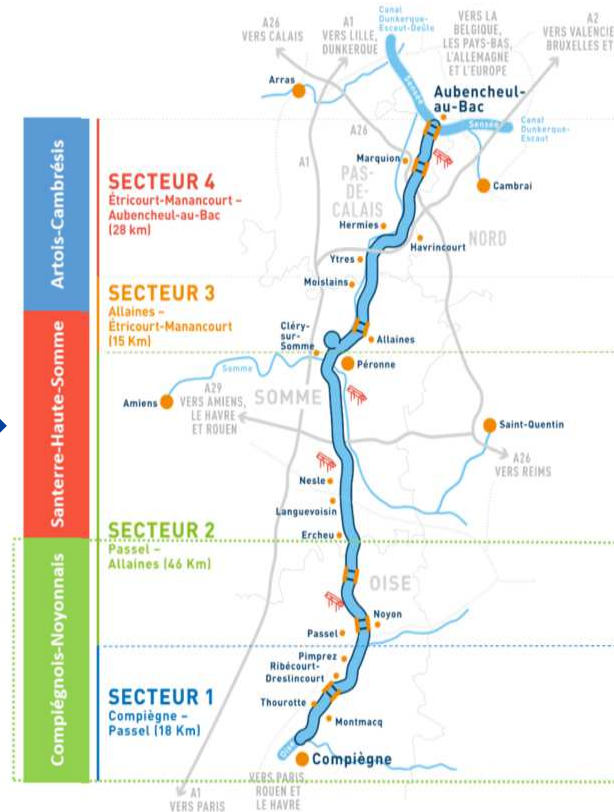 A26
VERS CALAIS
A1
VERS LILLE,
DUNKERQUE
Canal
Dunkerque-
Escaut-Deûle
VERS LA
BELGIQUE,
LES PAYS-BAS,
L'ALLEMAGNE
ET L'EUROPE
A2
VERS VALENCIE
BRUXELLES ET
Arras
Sensée
Aubencheul-
au-Bac
Sensée
Canal
Dunkerque-
Escaut
A26
A1
Marquion
Cambrai
PAS-
DE-
CALAIS
NORD
Hermies
Havrincourt
Ytres
Moislains
Artois-Cambrésis
SECTEUR 4
Étricourt-Manancourt –
Aubencheul-au-Bac
(28 km)
SECTEUR 3
Allaines –
Étricourt-Manancourt
(15 Km)
Cléry-
sur-
Somme
Allaines
Péronne
Somme
Amiens
A29
VERS AMIENS,
LE HAVRE
ET ROUEN
SOMME
Saint-Quentin
A26
VERS REIMS
Santerre-Haute-Somme
Nesle
Languevoisin
Ercheu
SECTEUR 2
Passel –
Allaines (46 Km)
OISE
Noyon
Passel
Compiégnois-Noyonnais
Pimprez
Ribécourt-
Dreslincourt
Thourotte
Montmacq
SECTEUR 1
Compiègne –
Passel (18 Km)
Oise
Compiègne
A1
VERS PARIS
VERS PARIS,
ROUEN ET
LE HAVRE